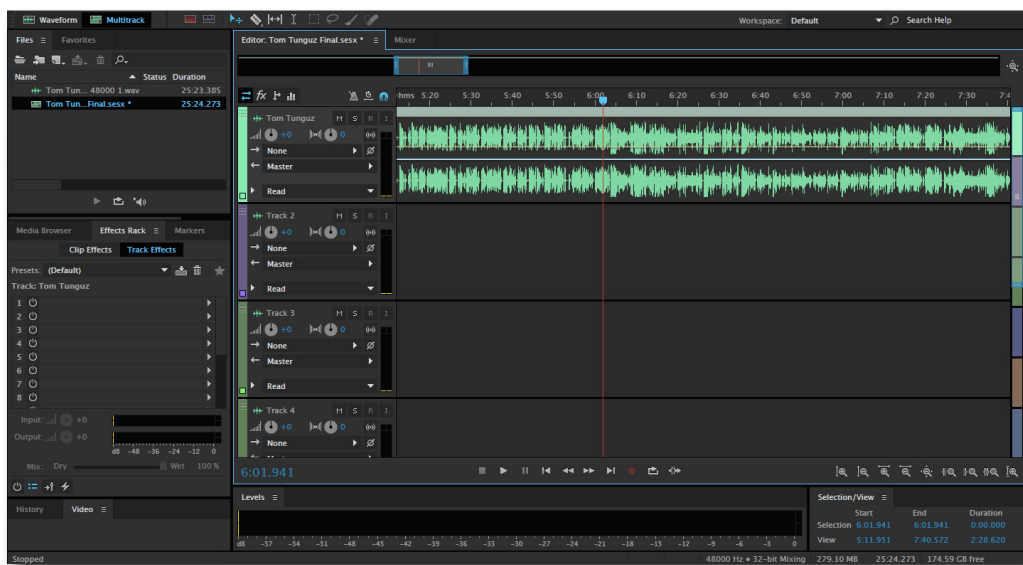 Waveform Multitrack Workspace: Default Search Help
Files Favorites
Editor: Tom Tunguz Final.sesx * Mixer
Name Status Duration
Tom Tun... 48000 1.wav 25:23.385
Tom Tun...Final.sesx * 25:24.273
hms 5:20 5:30 5:40 5:50 6:00 6:10 6:20 6:30 6:40 6:50 7:00 7:10 7:20 7:30 7:4
fx
Tom Tunguz M S R I
+0 0
None
Master
Read
Track 2 M S R I
+0 0
None
Master
Read
Track 3 M S R I
+0 0
None
Master
Read
Track 4 M S R I
+0 0
None
Media Browser Effects Rack Markers
Clip Effects Track Effects
Presets: (Default)
Track: Tom Tunguz
1
2
3
4
5
6
7
8
Input: +0
Output: +0
dB -48 -36 -24 -12 0
Mix: Dry Wet 100 %
6:01.941
History Video
Levels
dB -57 -54 -51 -48 -45 -42 -39 -36 -33 -30 -27 -24 -21 -18 -15 -12 -9 -6 -3 0
Selection/View
Start End Duration
Selection 6:01.941 6:01.941 0:00.000
View 5:11.951 7:40.572 2:28.620
Stopped 48000 Hz • 32-bit Mixing 279.10 MB 25:24.273 174.59 GB free